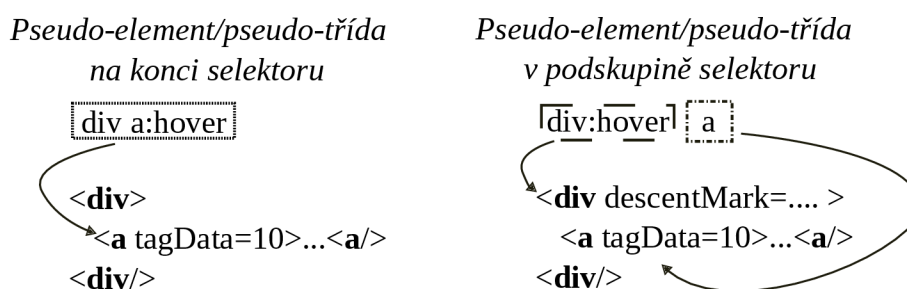 Pseudo-element/pseudo-třída
na konci selektoru
div a:hover
<div>
<a tagData=10>...<a/>
<div/>
Pseudo-element/pseudo-třída
v podskupině selektoru
div:hover a
<div descentMark=.... >
<a tagData=10>...<a/>
<div/>